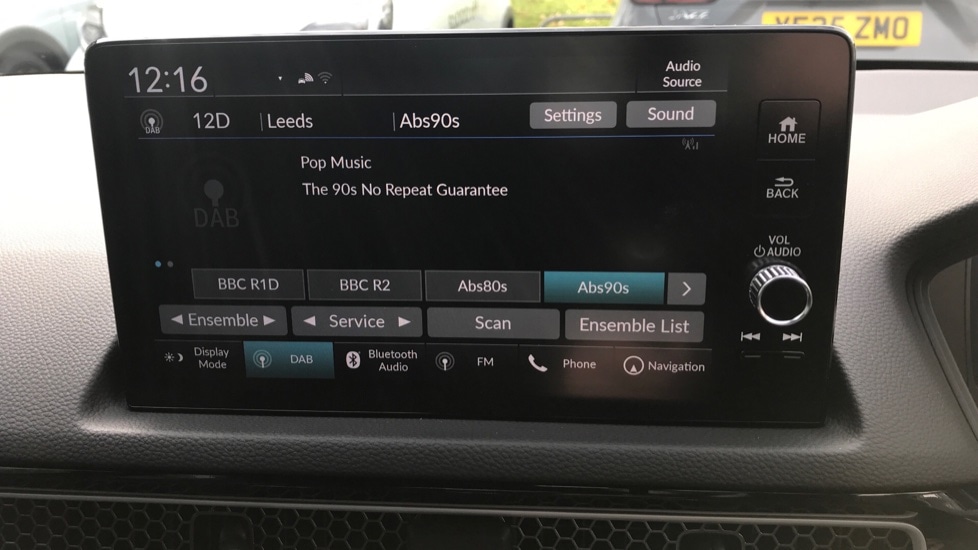 12:16
Audio
Source
DAB 12D Leeds Abs90s Settings Sound
HOME
Pop Music
The 90s No Repeat Guarantee
DAB
BACK
VOL
AUDIO
BBC R1D BBC R2 Abs80s Abs90s
Ensemble Service Scan Ensemble List
Display
Mode
DAB
Bluetooth
Audio
FM
Phone
Navigation
ZMO